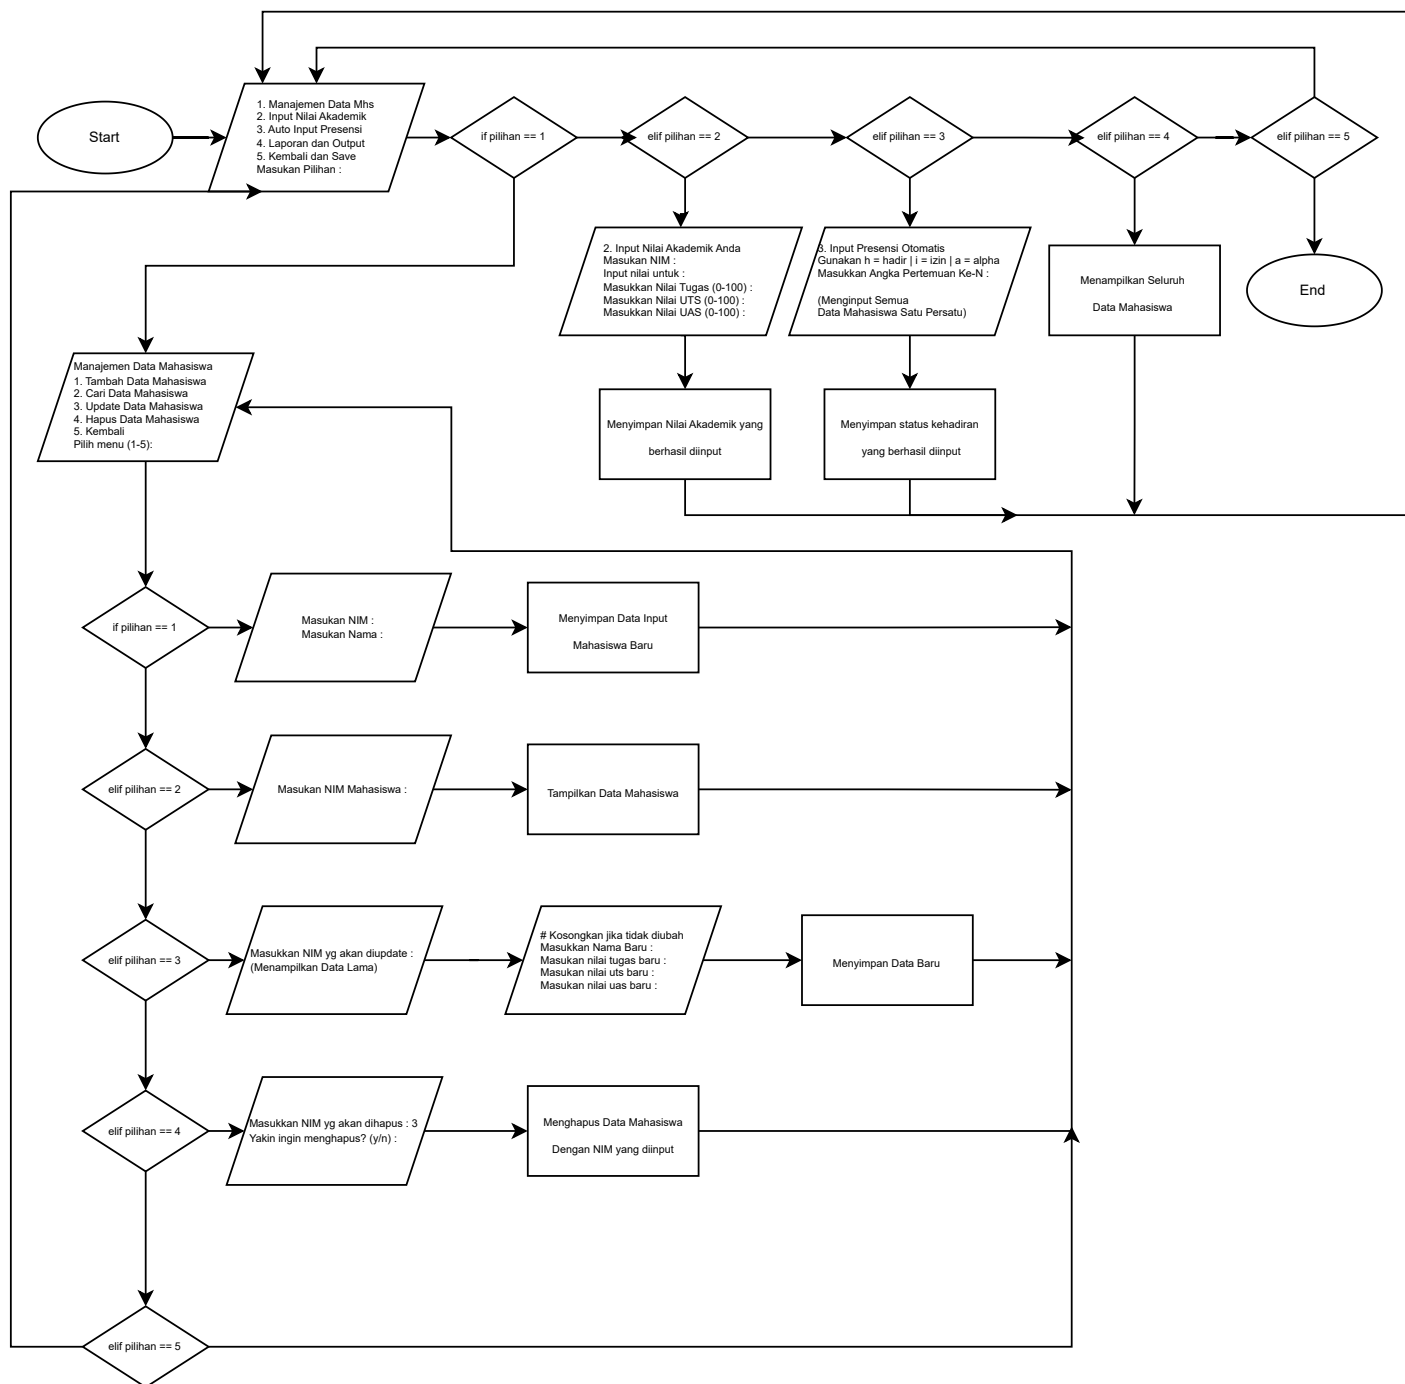 Start
1. Manajemen Data Mhs
2. Input Nilai Akademik
3. Auto Input Presensi
4. Laporan dan Output
5. Kembali dan Save
Masukan Pilihan :
if pilihan == 1
elif pilihan == 2
elif pilihan == 3
elif pilihan == 4
elif pilihan == 5
2. Input Nilai Akademik Anda
Masukan NIM :
Input nilai untuk :
Masukkan Nilai Tugas (0-100) :
Masukkan Nilai UTS (0-100) :
Masukkan Nilai UAS (0-100) :
3. Input Presensi Otomatis
Gunakan h = hadir | i = izin | a = alpha
Masukkan Angka Pertemuan Ke-N :
(Menginput Semua
Data Mahasiswa Satu Persatu)
Menampilkan Seluruh
Data Mahasiswa
End
Menyimpan Nilai Akademik yang
berhasil diinput
Menyimpan status kehadiran
yang berhasil diinput
Manajemen Data Mahasiswa
1. Tambah Data Mahasiswa
2. Cari Data Mahasiswa
3. Update Data Mahasiswa
4. Hapus Data Mahasiswa
5. Kembali
Pilih menu (1-5):
if pilihan == 1
Masukan NIM :
Masukan Nama :
Menyimpan Data Input
Mahasiswa Baru
elif pilihan == 2
Masukan NIM Mahasiswa :
Tampilkan Data Mahasiswa
elif pilihan == 3
Masukkan NIM yg akan diupdate :
(Menampilkan Data Lama)
# Kosongkan jika tidak diubah
Masukkan Nama Baru :
Masukan nilai tugas baru :
Masukan nilai uts baru :
Masukan nilai uas baru :
Menyimpan Data Baru
elif pilihan == 4
Masukkan NIM yg akan dihapus : 3
Yakin ingin menghapus? (y/n) :
Menghapus Data Mahasiswa
Dengan NIM yang diinput
elif pilihan == 5